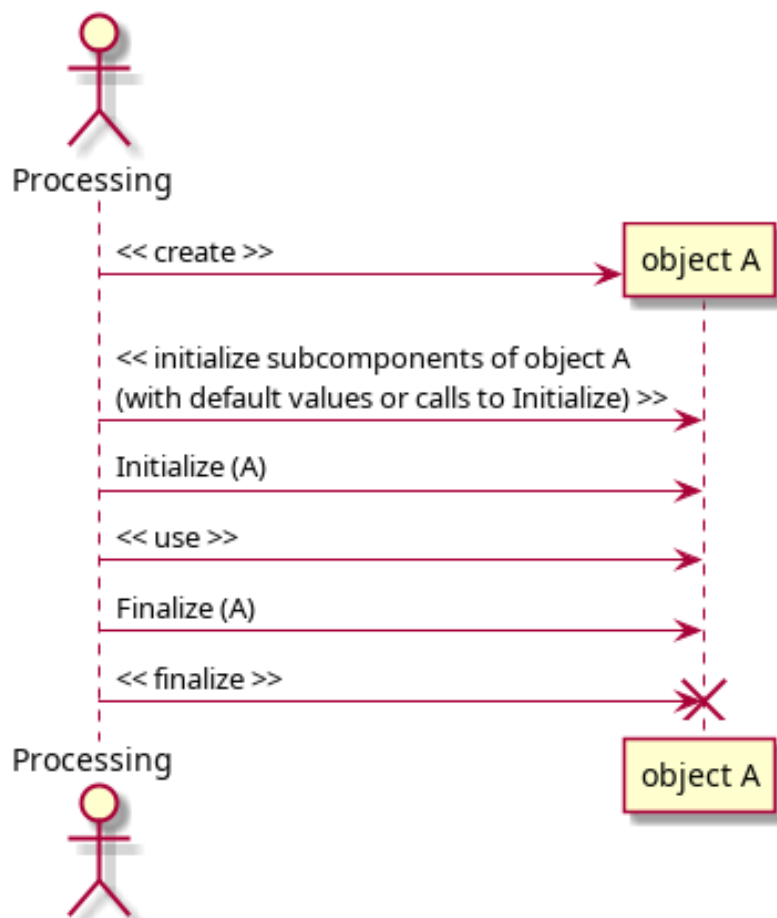 Processing
<< create >>
object A
<< initialize subcomponents of object A
(with default values or calls to Initialize) >>
Initialize (A)
<< use >>
Finalize (A)
<< finalize >>
Processing
object A